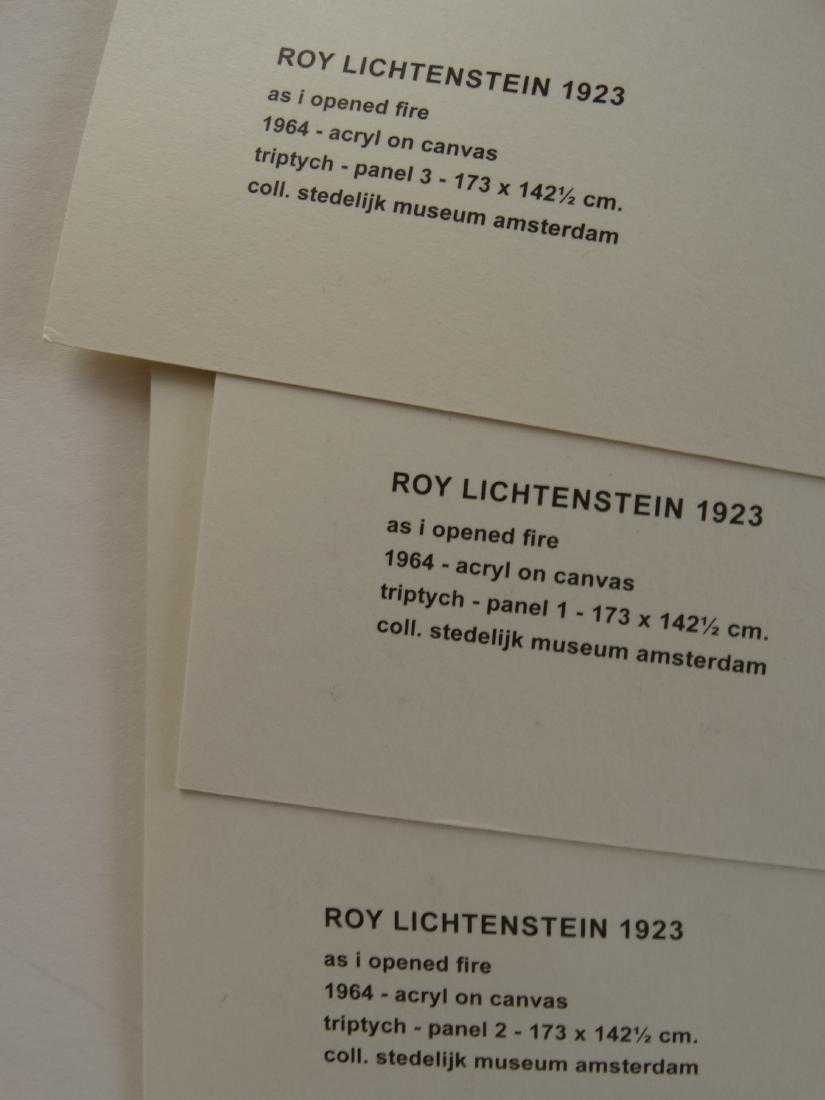 ROY LICHTENSTEIN 1923
as i opened fire
1964 - acryl on canvas
triptych - panel 3 - 173 x 142½ cm.
coll. stedelijk museum amsterdam
ROY LICHTENSTEIN 1923
as i opened fire
1964 - acryl on canvas
triptych - panel 1 - 173 x 142½ cm.
coll. stedelijk museum amsterdam
ROY LICHTENSTEIN 1923
as i opened fire
1964 - acryl on canvas
triptych - panel 2 - 173 x 142½ cm.
coll. stedelijk museum amsterdam